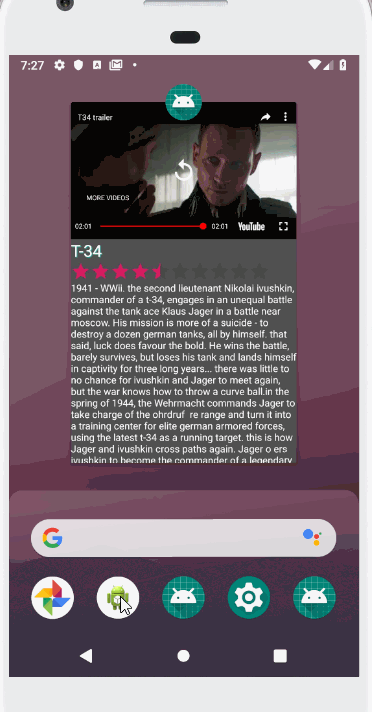 7:27
T34 trailer
MORE VIDEOS
02:01
02:01
YouTube
T-34
1941 - WWii. the second lieutenant Nikolai ivushkin,
commander of a t-34, engages in an unequal battle
against the tank ace Klaus Jager in a battle near
moscow. His mission is more of a suicide - to
destroy a dozen german tanks, all by himself. that
said, luck does favour the bold. He wins the battle,
barely survives, but loses his tank and lands himself
in captivity for three long years... there was little to
no chance for ivushkin and Jager to meet again,
but the war knows how to throw a curve ball.in the
spring of 1944, the Wehrmacht commands Jager to
take charge of the ohrdruf re range and turn it into
a training center for elite german armored forces,
using the latest t-34 as a running target. this is how
Jager and ivushkin cross paths again. Jager o ers
ivushkin to become the commander of a legendary